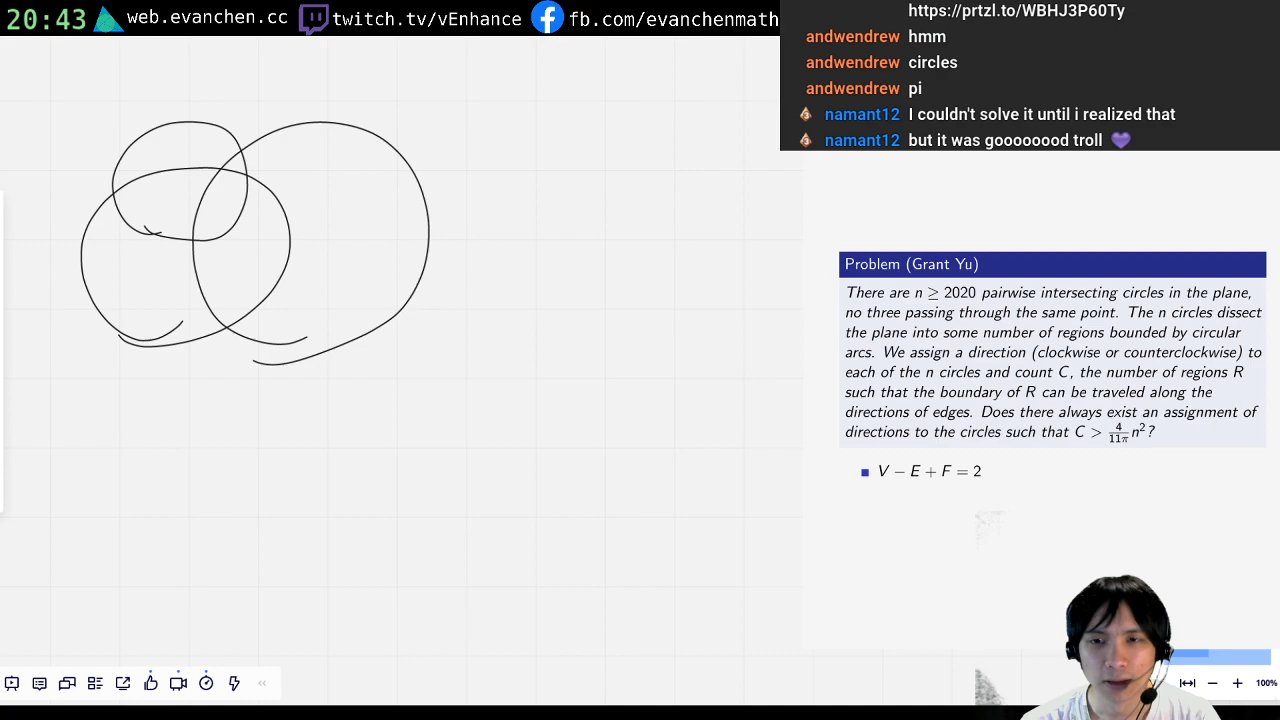 20:43 web.evanchen.cc twitch.tv/vEnhance fb.com/evanchenmath
https://prtzl.to/WBHJ3P60Ty
andwendrew hmm
andwendrew circles
andwendrew pi
namant12 I couldn't solve it until i realized that
namant12 but it was goooooood troll 💜
Problem (Grant Yu)
There are n ≥ 2020 pairwise intersecting circles in the plane,
no three passing through the same point. The n circles dissect
the plane into some number of regions bounded by circular
arcs. We assign a direction (clockwise or counterclockwise) to
each of the n circles and count C, the number of regions R
such that the boundary of R can be traveled along the
directions of edges. Does there always exist an assignment of
directions to the circles such that C > 4/11π n²?
■ V − E + F = 2
100%